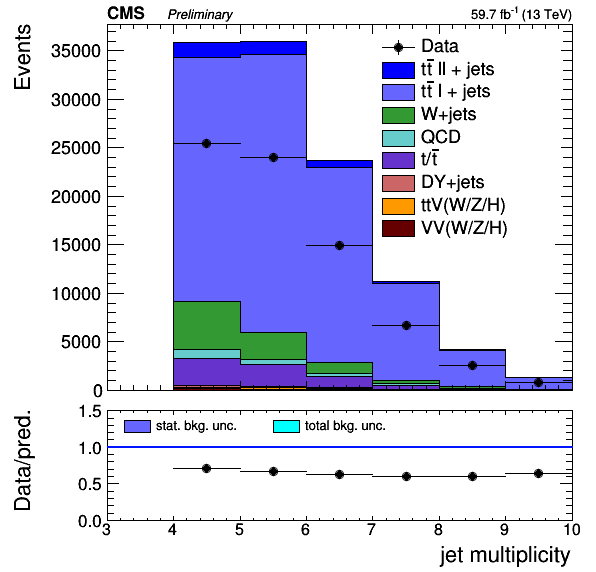 CMS Preliminary 59.7 fb⁻¹ (13 TeV)
Events
35000
30000
25000
20000
15000
10000
5000
0
Data
tt̄ ll + jets
tt̄ l + jets
W+jets
QCD
t/t̄
DY+jets
ttV(W/Z/H)
VV(W/Z/H)
Data/pred.
1.5
1.0
0.5
0.0
stat. bkg. unc. total bkg. unc.
3 4 5 6 7 8 9 10
jet multiplicity